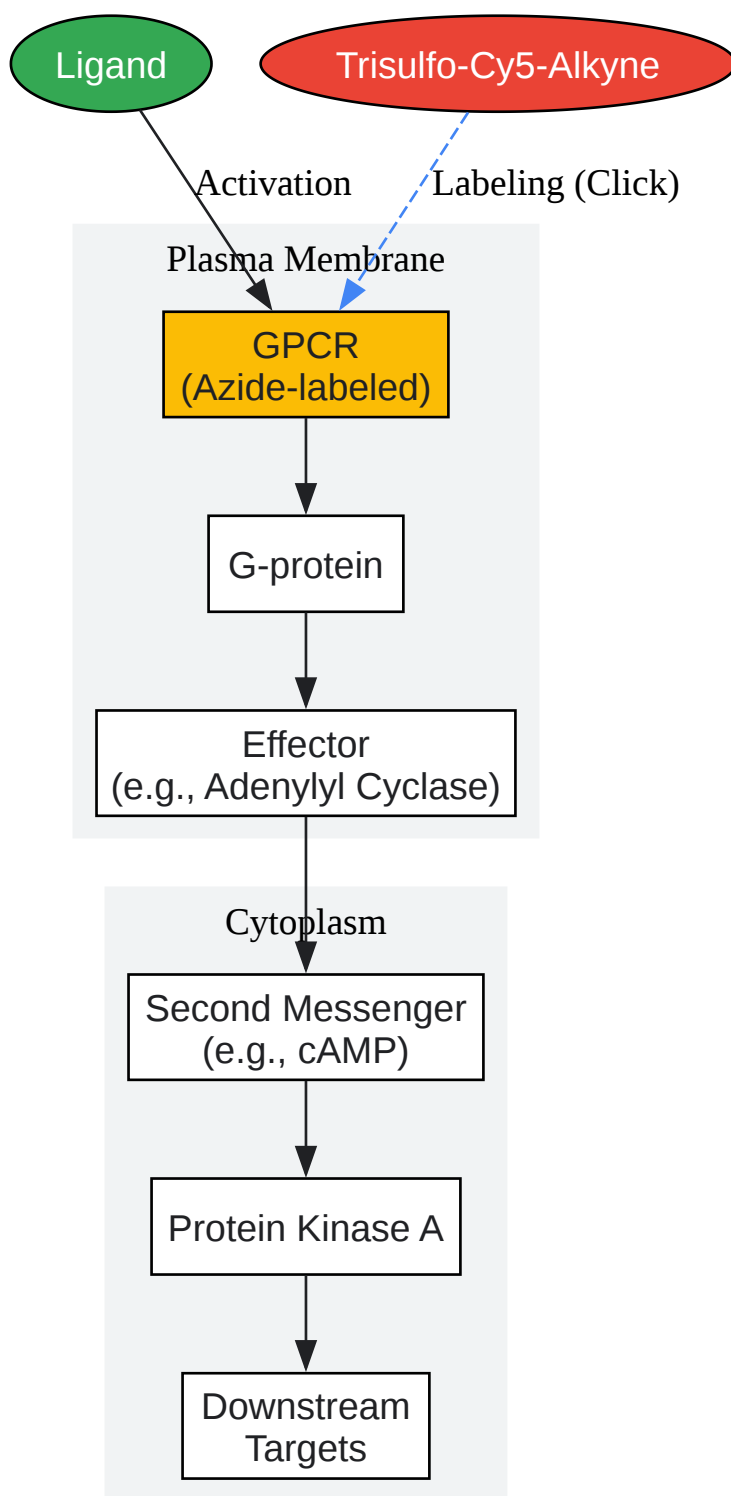 Ligand
Trisulfo-Cy5-Alkyne
Activation
Labeling (Click)
Plasma Membrane
GPCR
(Azide-labeled)
G-protein
Effector
(e.g., Adenylyl Cyclase)
Cytoplasm
Second Messenger
(e.g., cAMP)
Protein Kinase A
Downstream
Targets